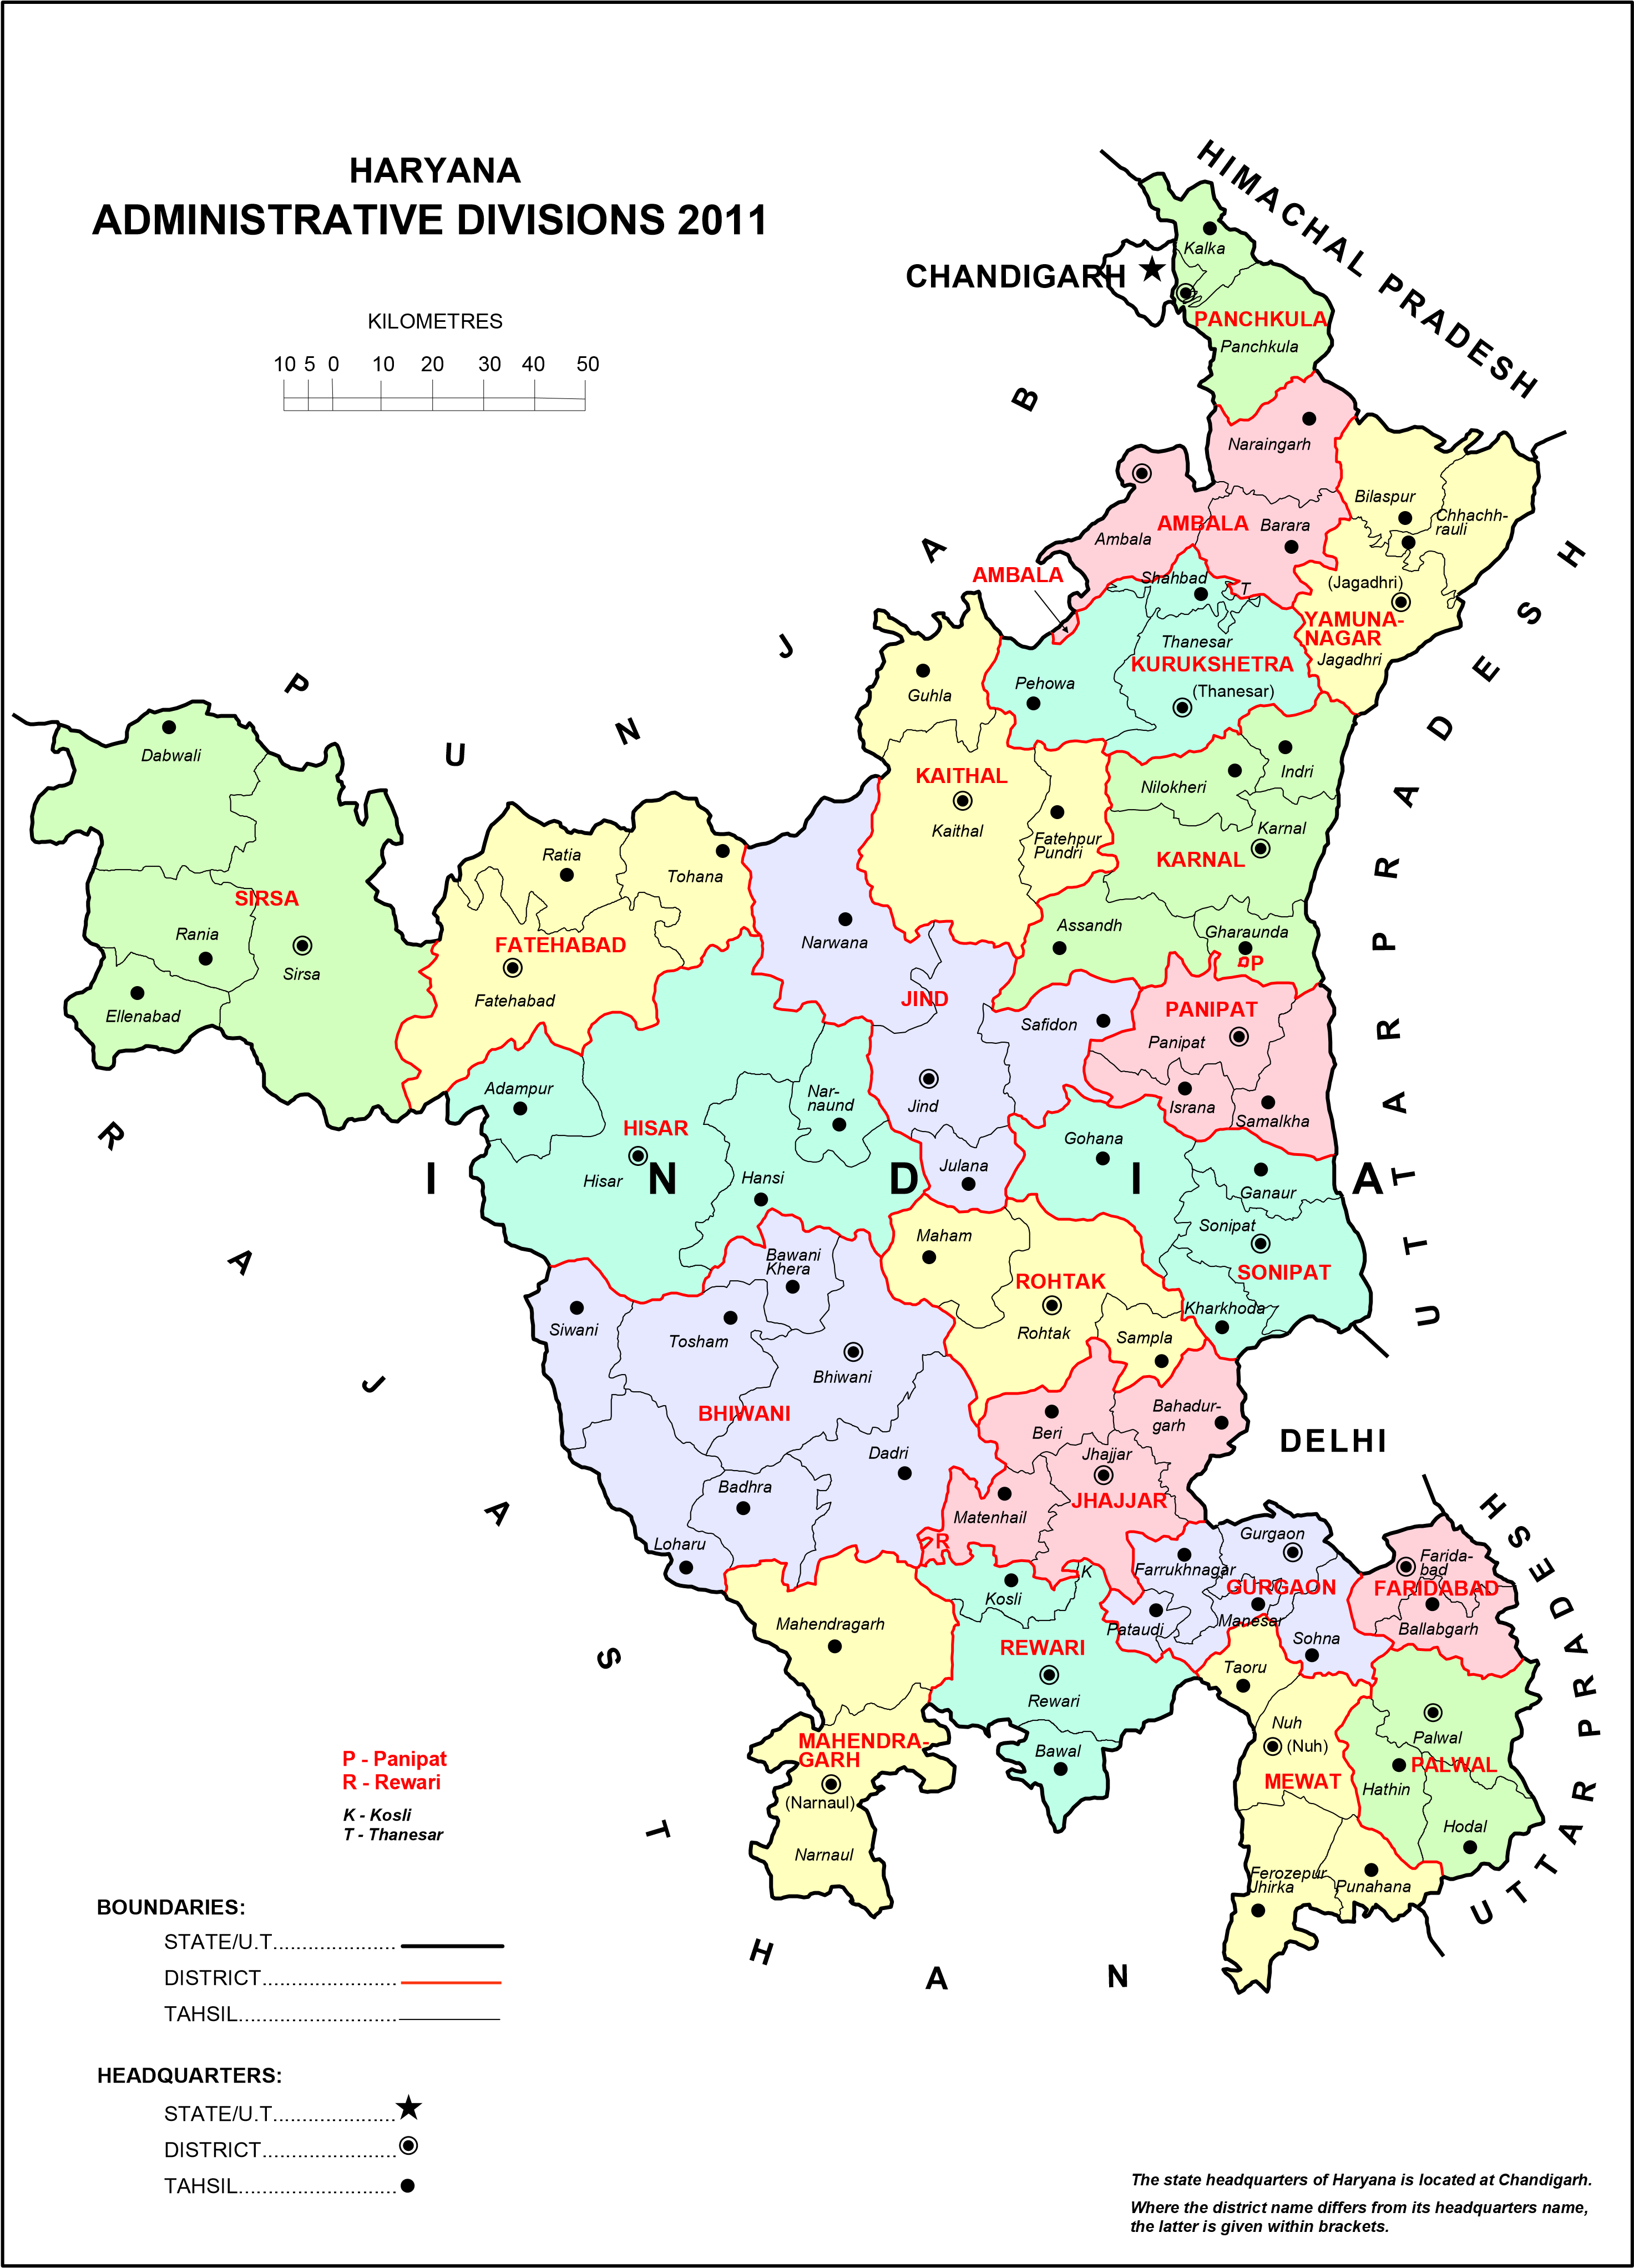 HARYANA
ADMINISTRATIVE DIVISIONS 2011
KILOMETRES
10 5 0 10 20 30 40 50
HIMACHAL PRADESH
CHANDIGARH
Kalka
PANCHKULA
Panchkula
PUNJAB
Naraingarh
AMBALA
Ambala
Barara
AMBALA
Bilaspur
Chhachh-
rauli
(Jagadhri)
YAMUNA-
NAGAR
Jagadhri
Shahbad
T
Thanesar
KURUKSHETRA
(Thanesar)
Pehowa
Guhla
KAITHAL
Kaithal
Fatehpur
Pundri
Nilokheri
Indri
Karnal
KARNAL
Assandh
Gharaunda
P
Dabwali
SIRSA
Rania
Sirsa
Ellenabad
Ratia
Tohana
FATEHABAD
Fatehabad
Narwana
JIND
Safidon
Jind
Julana
PANIPAT
Panipat
Israna
Samalkha
Adampur
HISAR
Hisar
Nar-
naund
Hansi
INDIA
Gohana
Ganaur
Sonipat
SONIPAT
Kharkhoda
Maham
ROHTAK
Rohtak
Sampla
Bawani
Khera
Siwani
Tosham
Bhiwani
BHIWANI
Dadri
Badhra
Loharu
Beri
Bahadur-
garh
Jhajjar
JHAJJAR
Matenhail
R
DELHI
UTTAR PRADESH
Gurgaon
Farrukhnagar
GURGAON
Manesar
Pataudi
Sohna
Farida-
bad
FARIDABAD
Ballabgarh
UTTAR PRADESH
K
Kosli
REWARI
Rewari
Bawal
Mahendragarh
MAHENDRA-
GARH
(Narnaul)
Narnaul
Taoru
Nuh
(Nuh)
MEWAT
Ferozepur
Jhirka
Punahana
Palwal
PALWAL
Hathin
Hodal
RAJASTHAN
P - Panipat
R - Rewari
K - Kosli
T - Thanesar
BOUNDARIES:
STATE/U.T.....................
DISTRICT.......................
TAHSIL...........................
HEADQUARTERS:
STATE/U.T.....................
DISTRICT.......................
TAHSIL...........................
The state headquarters of Haryana is located at Chandigarh.
Where the district name differs from its headquarters name,
the latter is given within brackets.